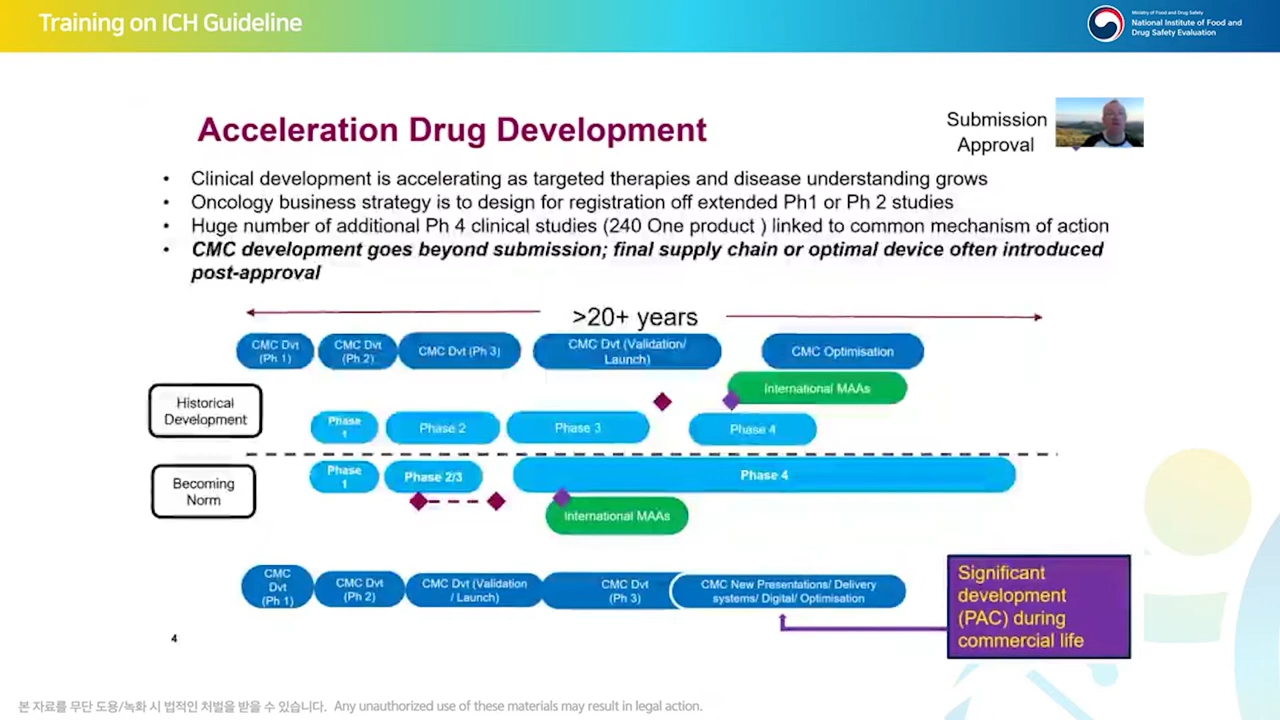 Training on ICH Guideline
Ministry of Food and Drug Safety
National Institute of Food and
Drug Safety Evaluation
Acceleration Drug Development
Submission
Approval
• Clinical development is accelerating as targeted therapies and disease understanding grows
• Oncology business strategy is to design for registration off extended Ph1 or Ph 2 studies
• Huge number of additional Ph 4 clinical studies (240 One product ) linked to common mechanism of action
• CMC development goes beyond submission; final supply chain or optimal device often introduced
post-approval
>20+ years
CMC Dvt
(Ph 1)
CMC Dvt
(Ph 2)
CMC Dvt (Ph 3)
CMC Dvt (Validation/
Launch)
CMC Optimisation
International MAAs
Historical
Development
Phase
1
Phase 2
Phase 3
Phase 4
Becoming
Norm
Phase
1
Phase 2/3
Phase 4
International MAAs
CMC
Dvt
(Ph 1)
CMC Dvt
(Ph 2)
CMC Dvt (Validation
/ Launch)
CMC Dvt
(Ph 3)
CMC New Presentations/ Delivery
systems/ Digital/ Optimisation
Significant
development
(PAC) during
commercial life
4
본 자료를 무단 도용/녹화 시 법적인 처벌을 받을 수 있습니다. Any unauthorized use of these materials may result in legal action.